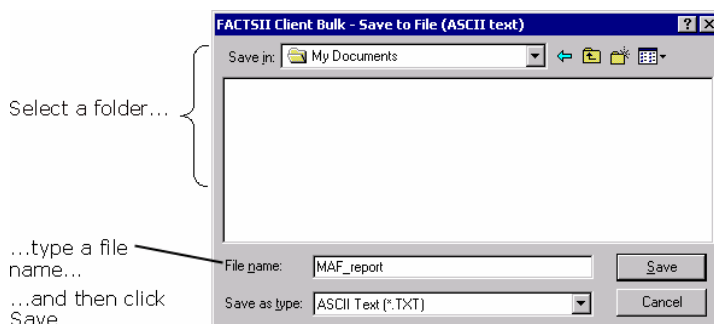 FACTSII Client Bulk - Save to File (ASCII text)
Save in: My Documents
Select a folder...
...type a file
name...
File name: MAF_report
Save
...and then click
Save
Save as type: ASCII Text (*.TXT)
Cancel